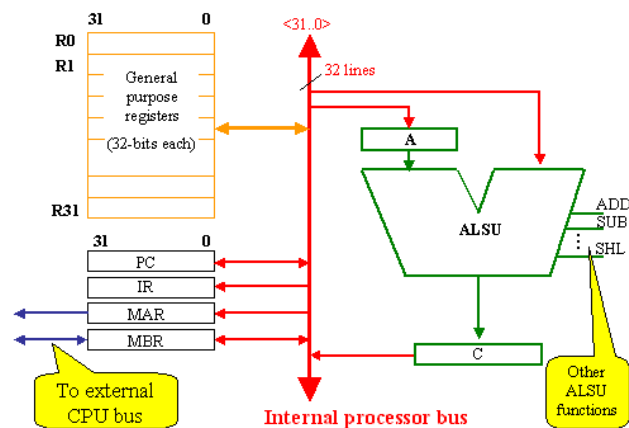 31 0
R0
R1
General
purpose
registers
(32-bits each)
R31
31 0
PC
IR
MAR
MBR
To external
CPU bus
<31..0>
32 lines
A
ALSU
ADD
SUB
SHL
C
Other
ALSU
functions
Internal processor bus